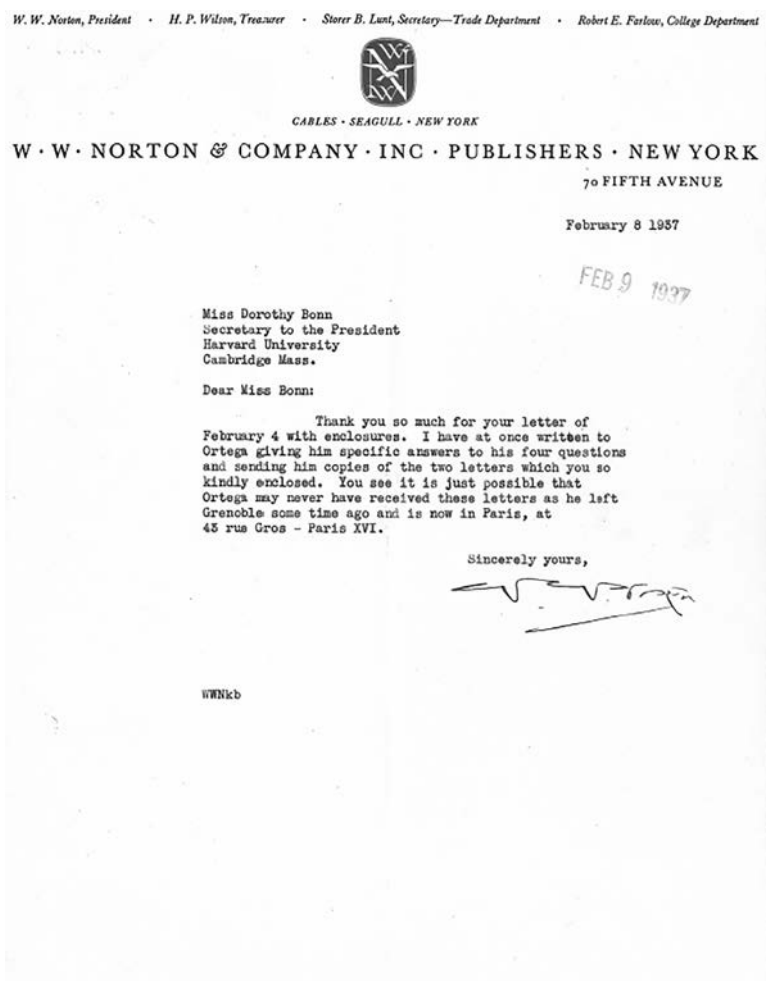 W. W. Norton, President · H. P. Wilson, Treasurer · Storer B. Lunt, Secretary—Trade Department · Robert E. Farlow, College Department
CABLES · SEAGULL · NEW YORK
W · W · NORTON & COMPANY · INC · PUBLISHERS · NEW YORK
70 FIFTH AVENUE
February 8 1937
FEB 9 1937
Miss Dorothy Bonn
Secretary to the President
Harvard University
Cambridge Mass.
Dear Miss Bonn:
Thank you so much for your letter of
February 4 with enclosures. I have at once written to
Ortega giving him specific answers to his four questions
and sending him copies of the two letters which you so
kindly enclosed. You see it is just possible that
Ortega may never have received these letters as he left
Grenoble some time ago and is now in Paris, at
43 rue Gros - Paris XVI.
Sincerely yours,
WWNkb